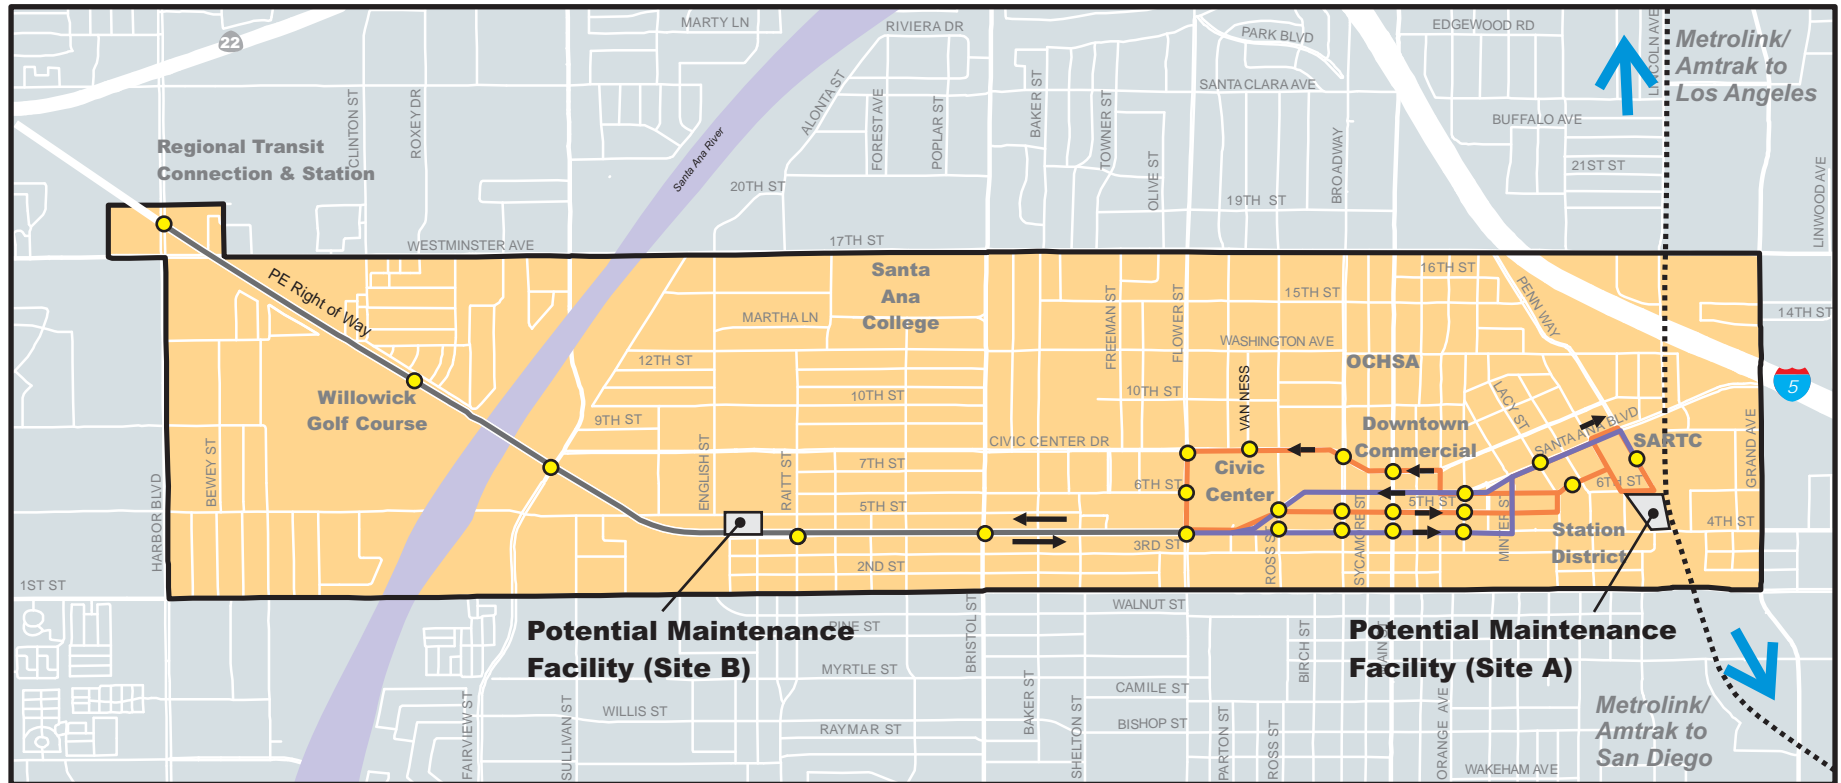 MARTY LN
RIVIERA DR
EDGEWOOD RD
LINCOLN AVE
Metrolink/
Amtrak to
Los Angeles
22
PARK BLVD
SANTA CLARA AVE
BUFFALO AVE
CLINTON ST
ROXEY DR
ALONTA ST
FOREST AVE
POPLAR ST
BAKER ST
TOWNER ST
OLIVE ST
BROADWAY
21ST ST
LINWOOD AVE
Regional Transit
Connection & Station
Santa Ana River
20TH ST
19TH ST
WESTMINSTER AVE
17TH ST
PE Right of Way
Santa
Ana
College
16TH ST
15TH ST
PENN WAY
14TH ST
MARTHA LN
FREEMAN ST
FLOWER ST
WASHINGTON AVE
OCHSA
12TH ST
10TH ST
10TH ST
VAN NESS
LACY ST
5
Willowick
Golf Course
9TH ST
CIVIC CENTER DR
Downtown
Commercial
SANTA ANA BLVD
SARTC
GRAND AVE
HARBOR BLVD
BEWEY ST
ENGLISH ST
RAITT ST
7TH ST
6TH ST
Civic
Center
6TH ST
5TH ST
5TH ST
SYCAMORE ST
MINTER ST
Station
District
4TH ST
3RD ST
ROSS ST
2ND ST
1ST ST
WALNUT ST
Potential Maintenance
Facility (Site B)
PINE ST
MYRTLE ST
BRISTOL ST
BIRCH ST
MAIN ST
Potential Maintenance
Facility (Site A)
FAIRVIEW ST
SULLIVAN ST
WILLIS ST
RAYMAR ST
BAKER ST
SHELTON ST
CAMILE ST
BISHOP ST
PARTON ST
ROSS ST
ORANGE AVE
WAKEHAM AVE
Metrolink/
Amtrak to
San Diego